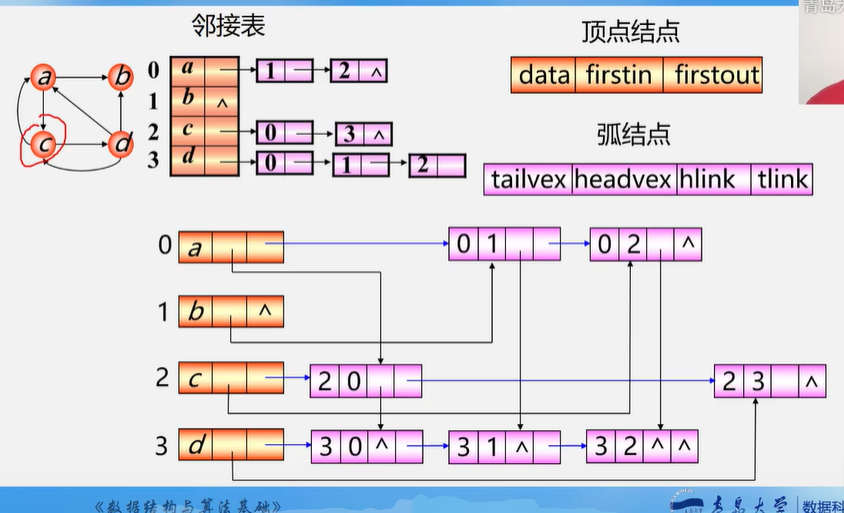 青岛
邻接表
顶点结点
data firstin firstout
弧结点
tailvex headvex hlink tlink
a b
c d
0 a 1 2 ^
1 b ^
2 c 0 3 ^
3 d 0 1 2
0 a 0 1 0 2 ^
1 b ^
2 c 2 0 2 3 ^
3 d 3 0 ^ 3 1 ^ 3 2 ^ ^
《数据结构与算法基础》
青岛大学 数据科